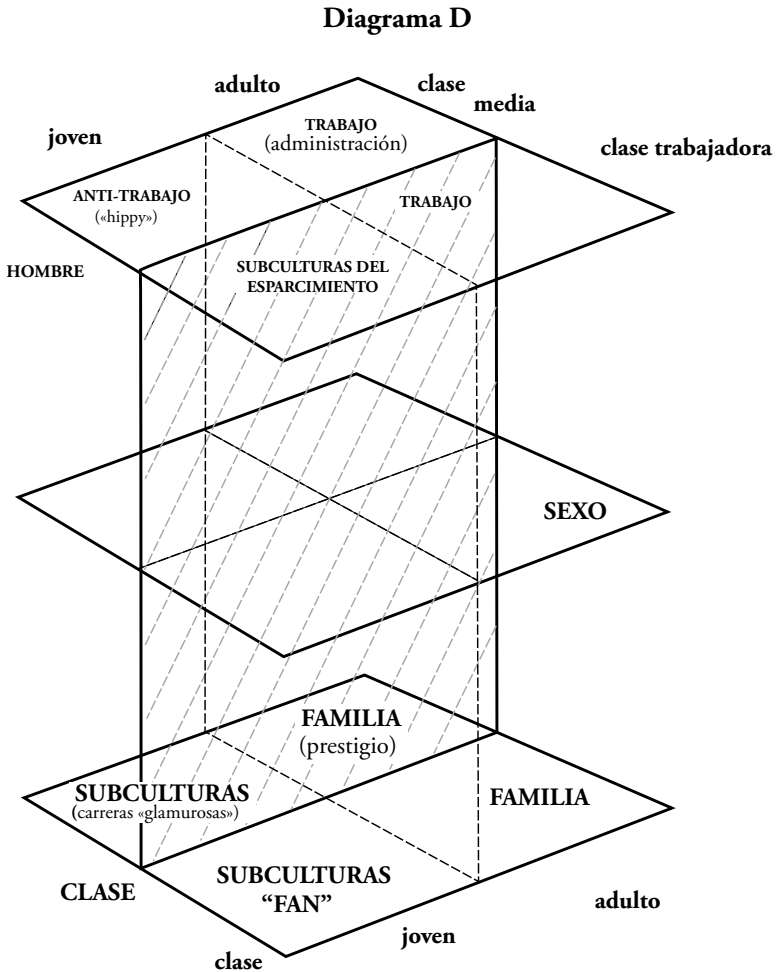 Diagrama D
adulto
clase
media
joven
TRABAJO
(administración)
clase trabajadora
ANTI-TRABAJO
(«hippy»)
TRABAJO
HOMBRE
SUBCULTURAS DEL
ESPARCIMIENTO
SEXO
FAMILIA
(prestigio)
SUBCULTURAS
(carreras «glamurosas»)
FAMILIA
CLASE
SUBCULTURAS
“FAN”
adulto
joven
clase